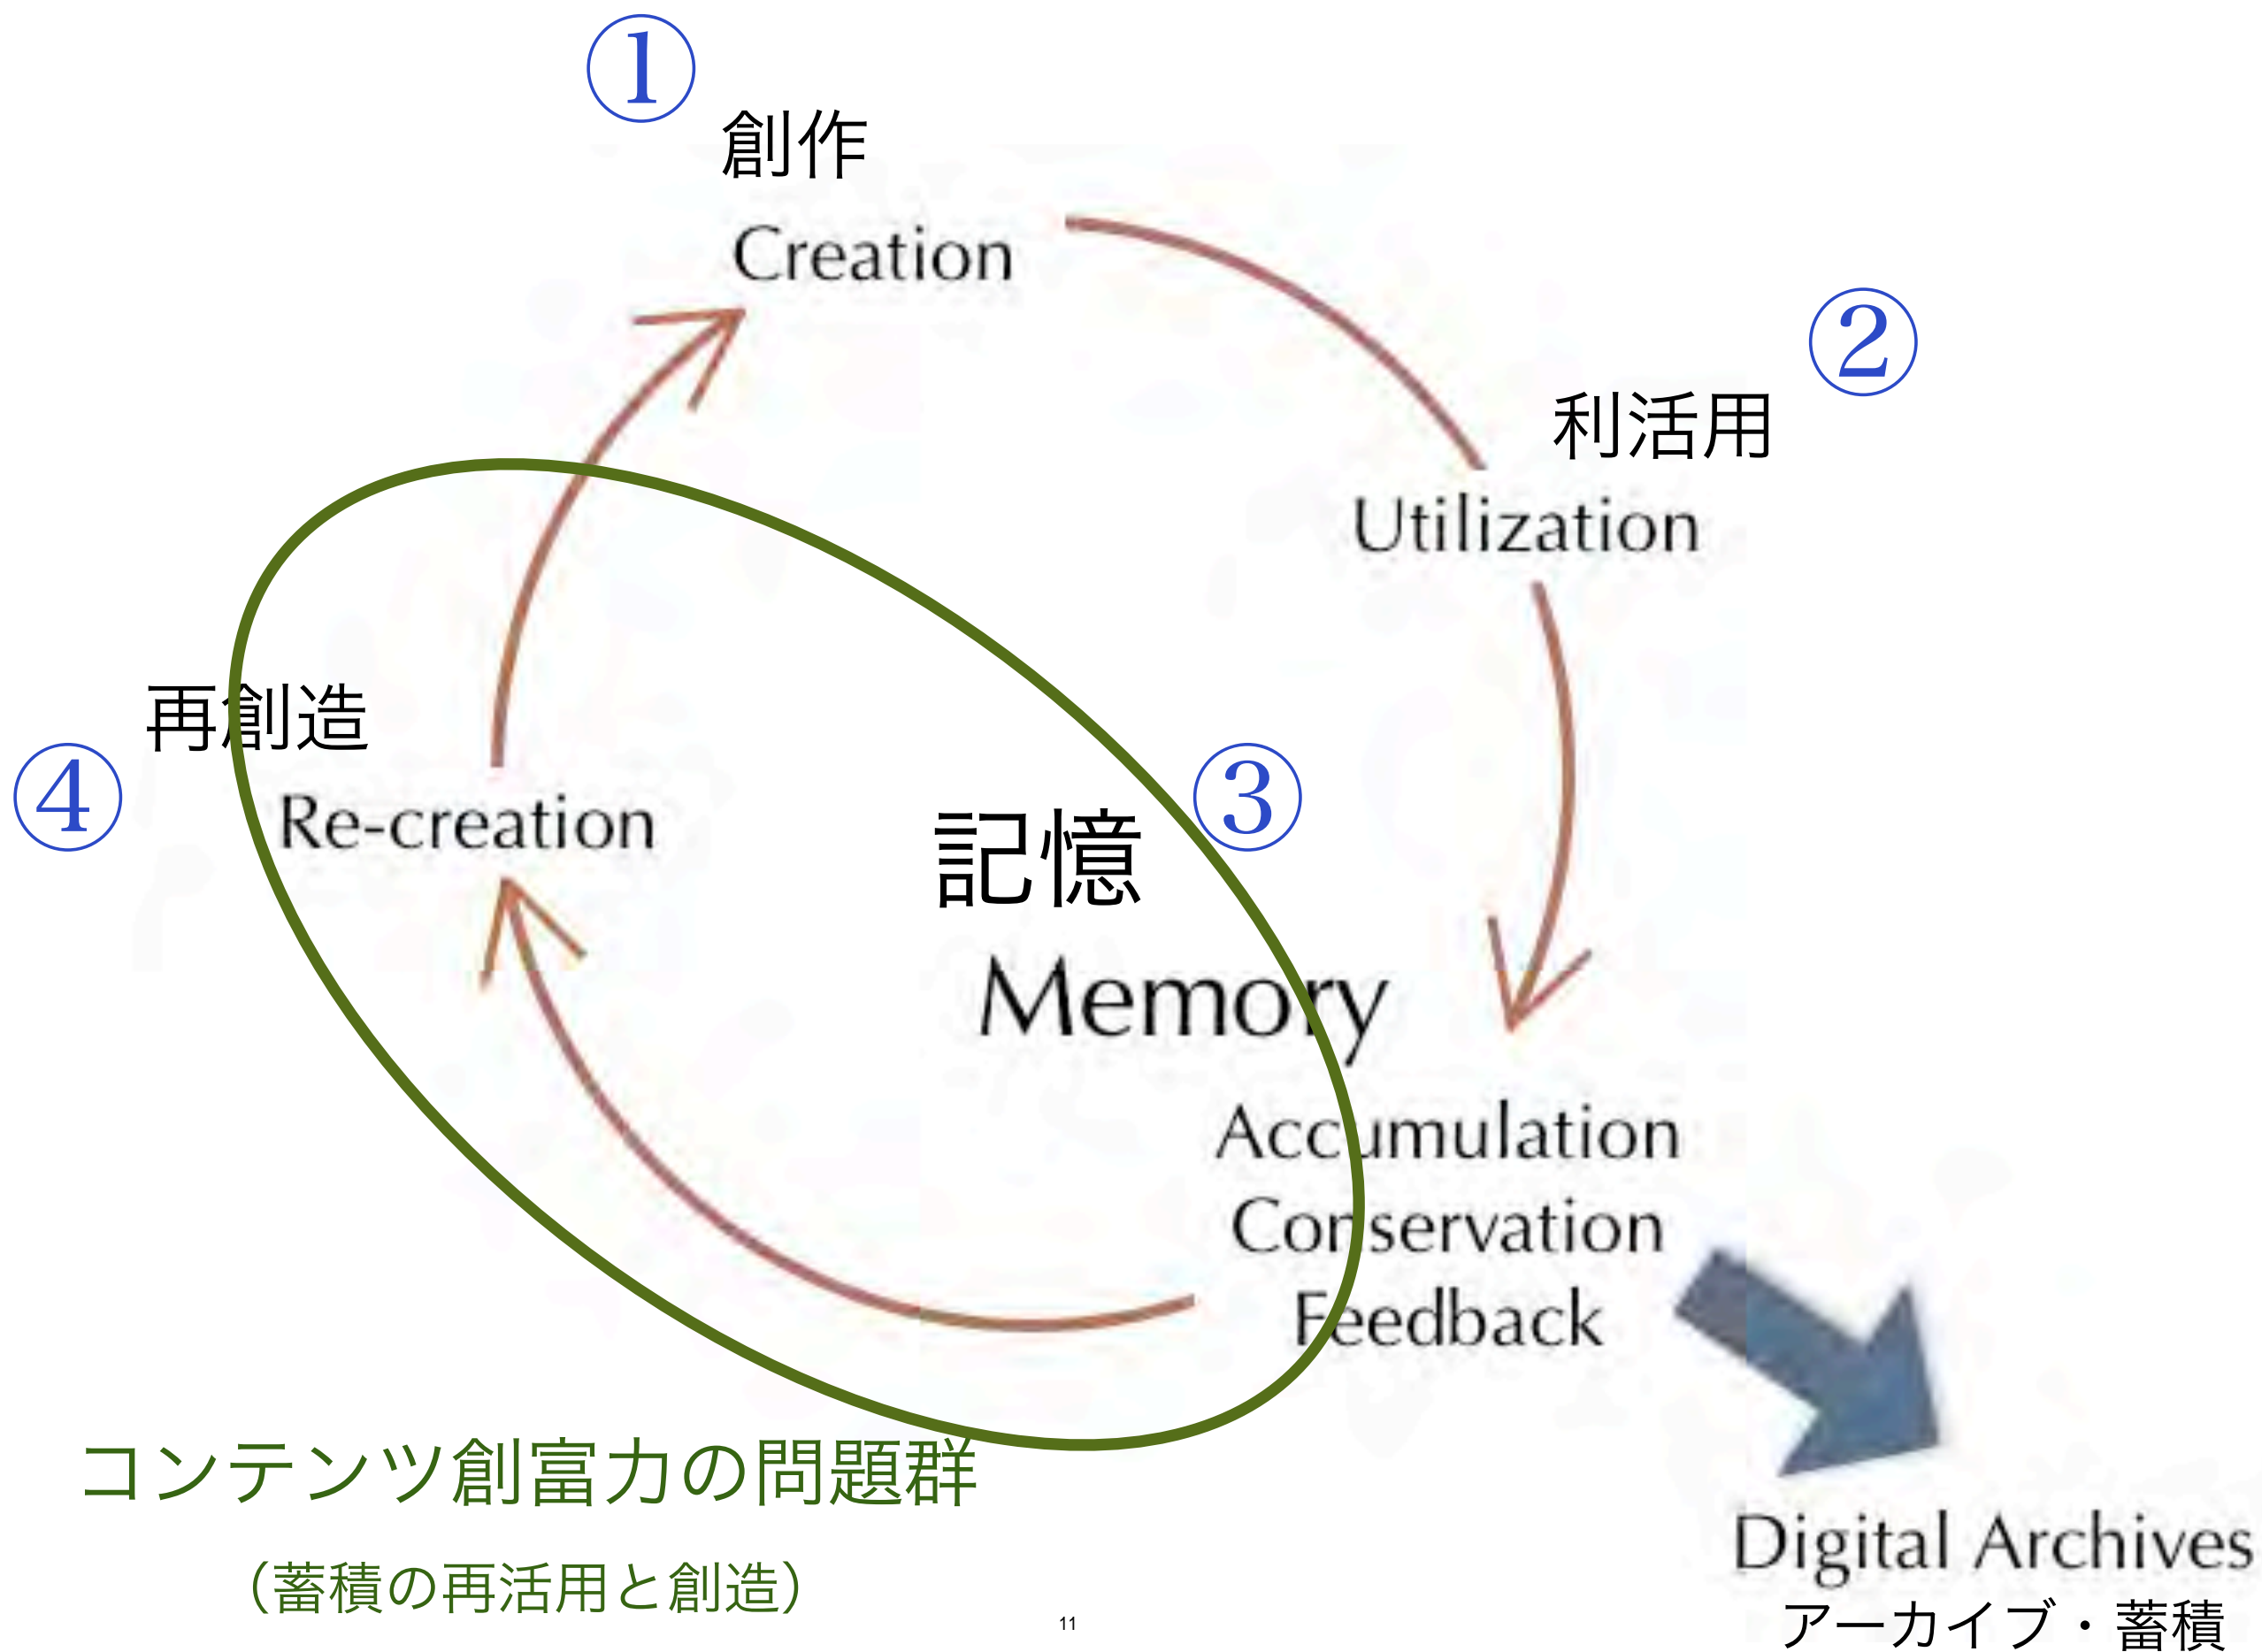 ①
創作
Creation
②
利活用
Utilization
再創造
④
Re-creation
③
記憶
Memory
Accumulation
Conservation
Feedback
コンテンツ創富力の問題群
（蓄積の再活用と創造）
Digital Archives
アーカイブ・蓄積
11